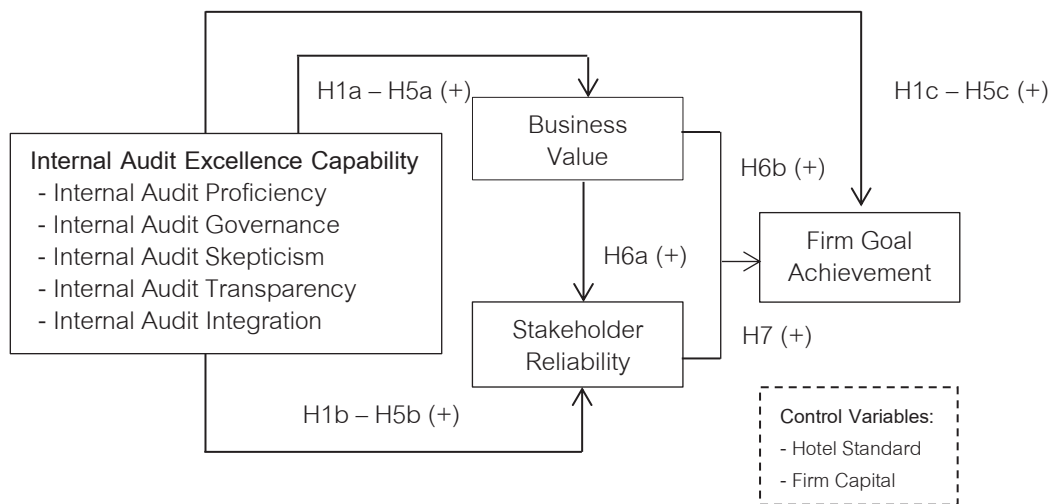 H1a – H5a (+)
H1c – H5c (+)
Business
Value
Internal Audit Excellence Capability
- Internal Audit Proficiency
- Internal Audit Governance
- Internal Audit Skepticism
- Internal Audit Transparency
- Internal Audit Integration
H6b (+)
H6a (+)
Firm Goal
Achievement
Stakeholder
Reliability
H7 (+)
H1b – H5b (+)
Control Variables:
- Hotel Standard
- Firm Capital